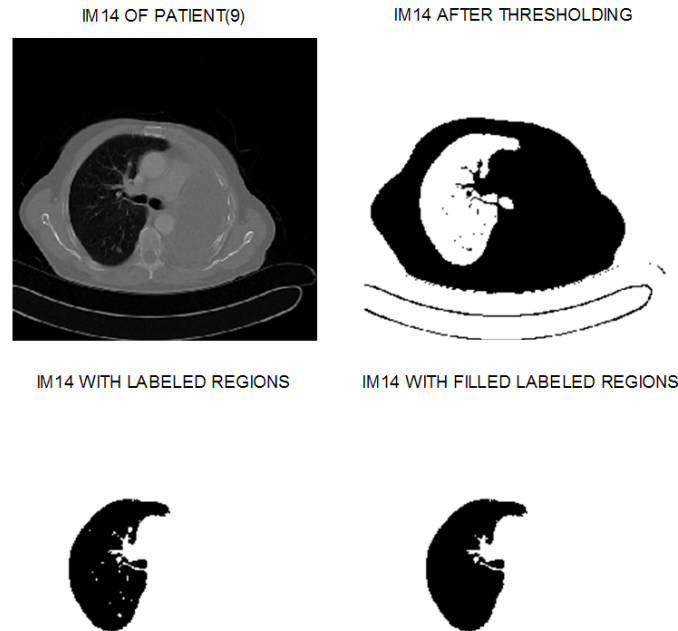 IM14 OF PATIENT(9)
IM14 AFTER THRESHOLDING
IM14 WITH LABELED REGIONS
IM14 WITH FILLED LABELED REGIONS